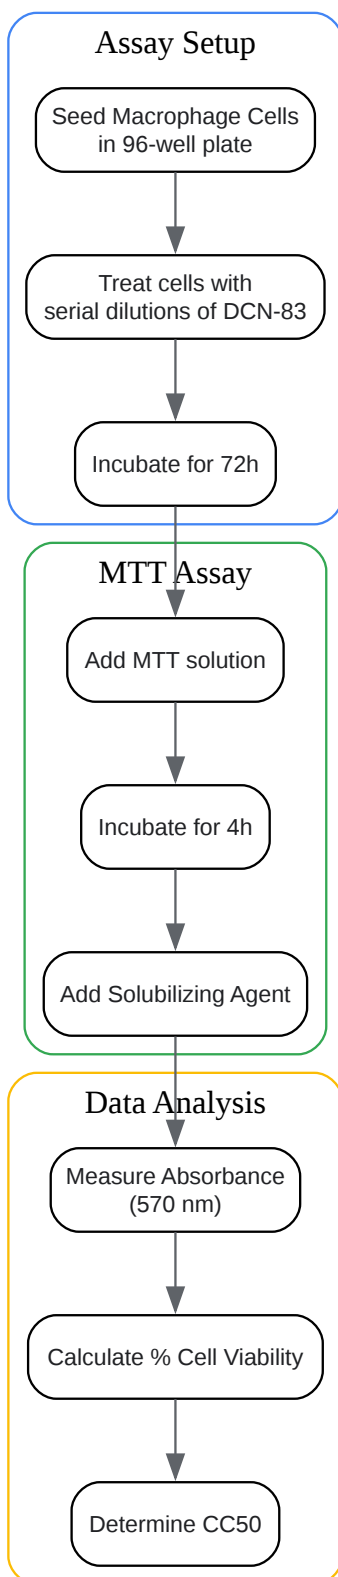 Assay Setup
Seed Macrophage Cells
in 96-well plate
Treat cells with
serial dilutions of DCN-83
Incubate for 72h
MTT Assay
Add MTT solution
Incubate for 4h
Add Solubilizing Agent
Data Analysis
Measure Absorbance
(570 nm)
Calculate % Cell Viability
Determine CC50